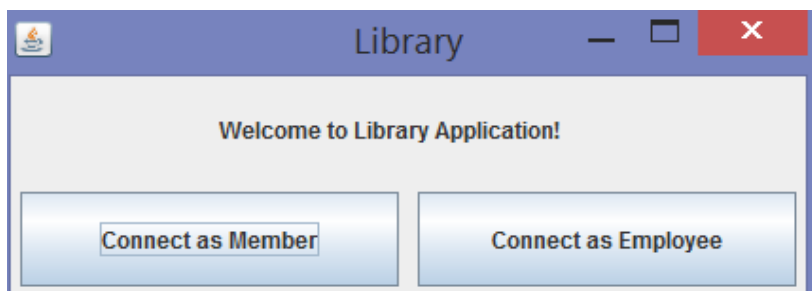 Library
Welcome to Library Application!
Connect as Member
Connect as Employee